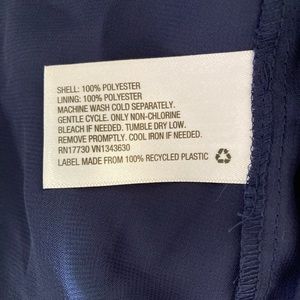 SHELL: 100% POLYESTER
LINING: 100% POLYESTER
MACHINE WASH COLD SEPARATELY.
GENTLE CYCLE. ONLY NON-CHLORINE
BLEACH IF NEEDED. TUMBLE DRY LOW.
REMOVE PROMPTLY. COOL IRON IF NEEDED.
RN17730 VN1343630
LABEL MADE FROM 100% RECYCLED PLASTIC